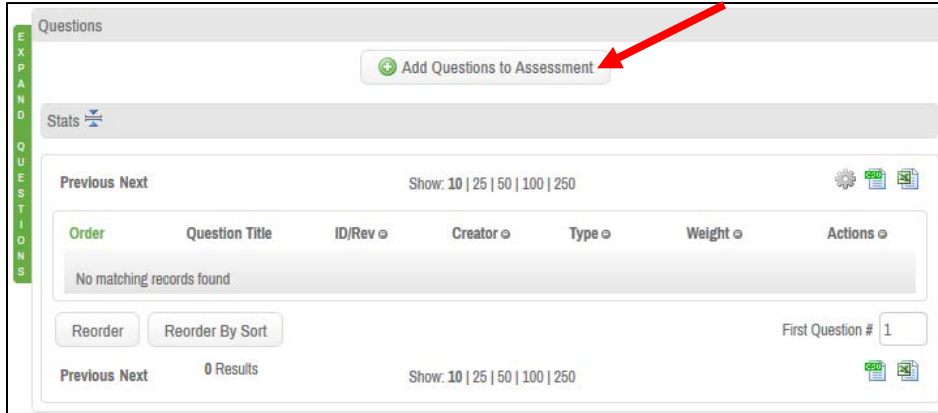 Questions
EXPAND QUESTIONS
Add Questions to Assessment
Stats
Previous Next Show: 10 | 25 | 50 | 100 | 250 CSV
Order Question Title ID/Rev Creator Type Weight Actions
No matching records found
Reorder Reorder By Sort First Question # 1
Previous Next 0 Results Show: 10 | 25 | 50 | 100 | 250 CSV